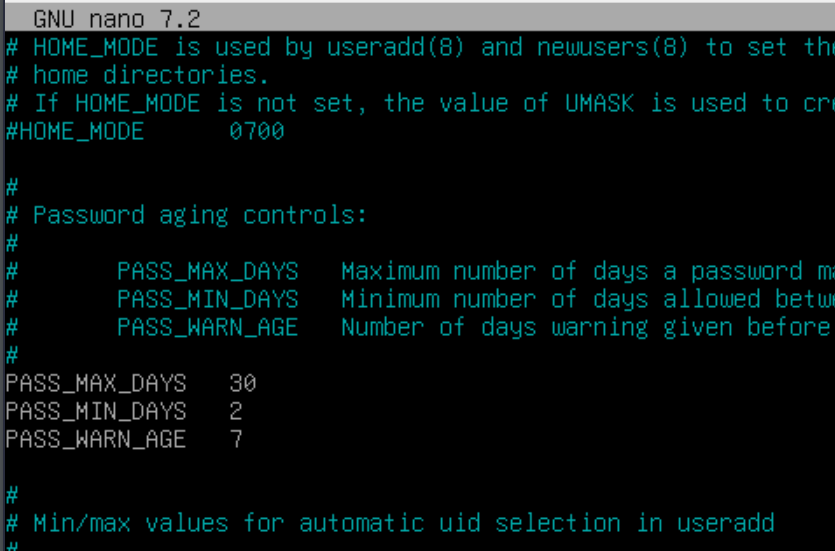 GNU nano 7.2
# HOME_MODE is used by useradd(8) and newusers(8) to set the
# home directories.
# If HOME_MODE is not set, the value of UMASK is used to cre
#HOME_MODE      0700

#
# Password aging controls:
#
#       PASS_MAX_DAYS   Maximum number of days a password ma
#       PASS_MIN_DAYS   Minimum number of days allowed betwe
#       PASS_WARN_AGE   Number of days warning given before
#
PASS_MAX_DAYS   30
PASS_MIN_DAYS   2
PASS_WARN_AGE   7

#
# Min/max values for automatic uid selection in useradd
#